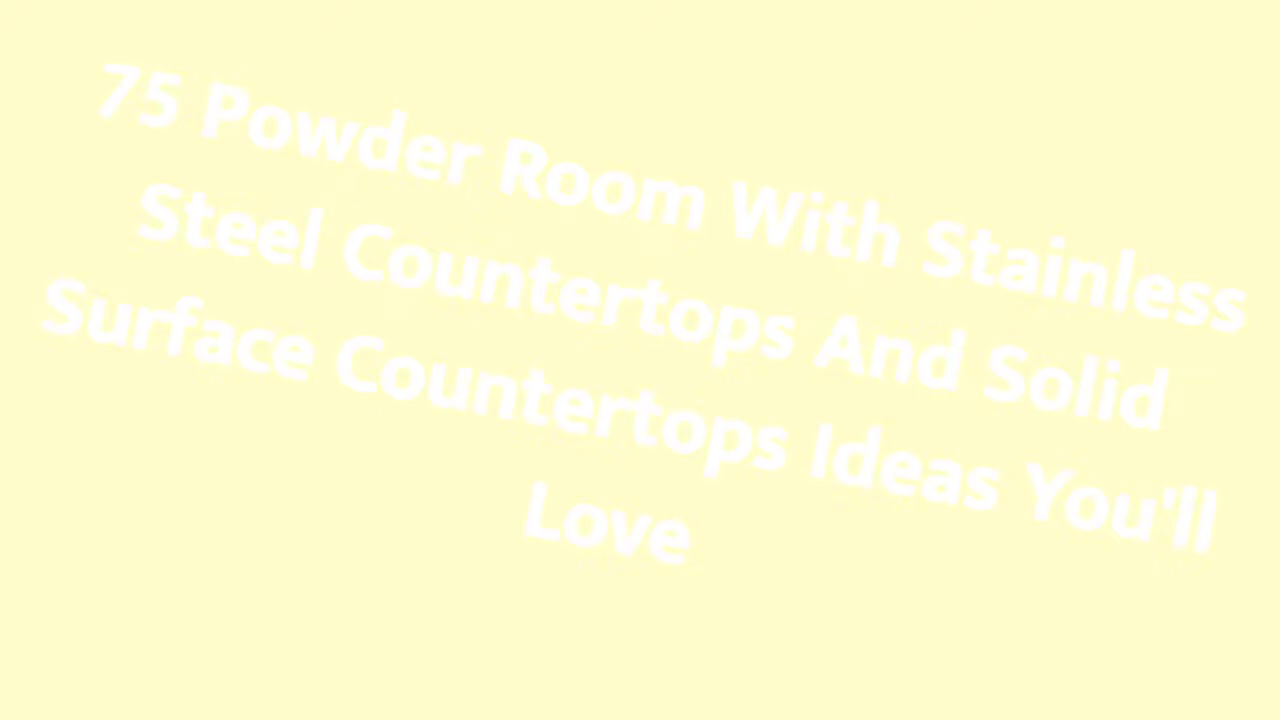 75 Powder Room With Stainless
Steel Countertops And Solid
Surface Countertops Ideas You'll
Love